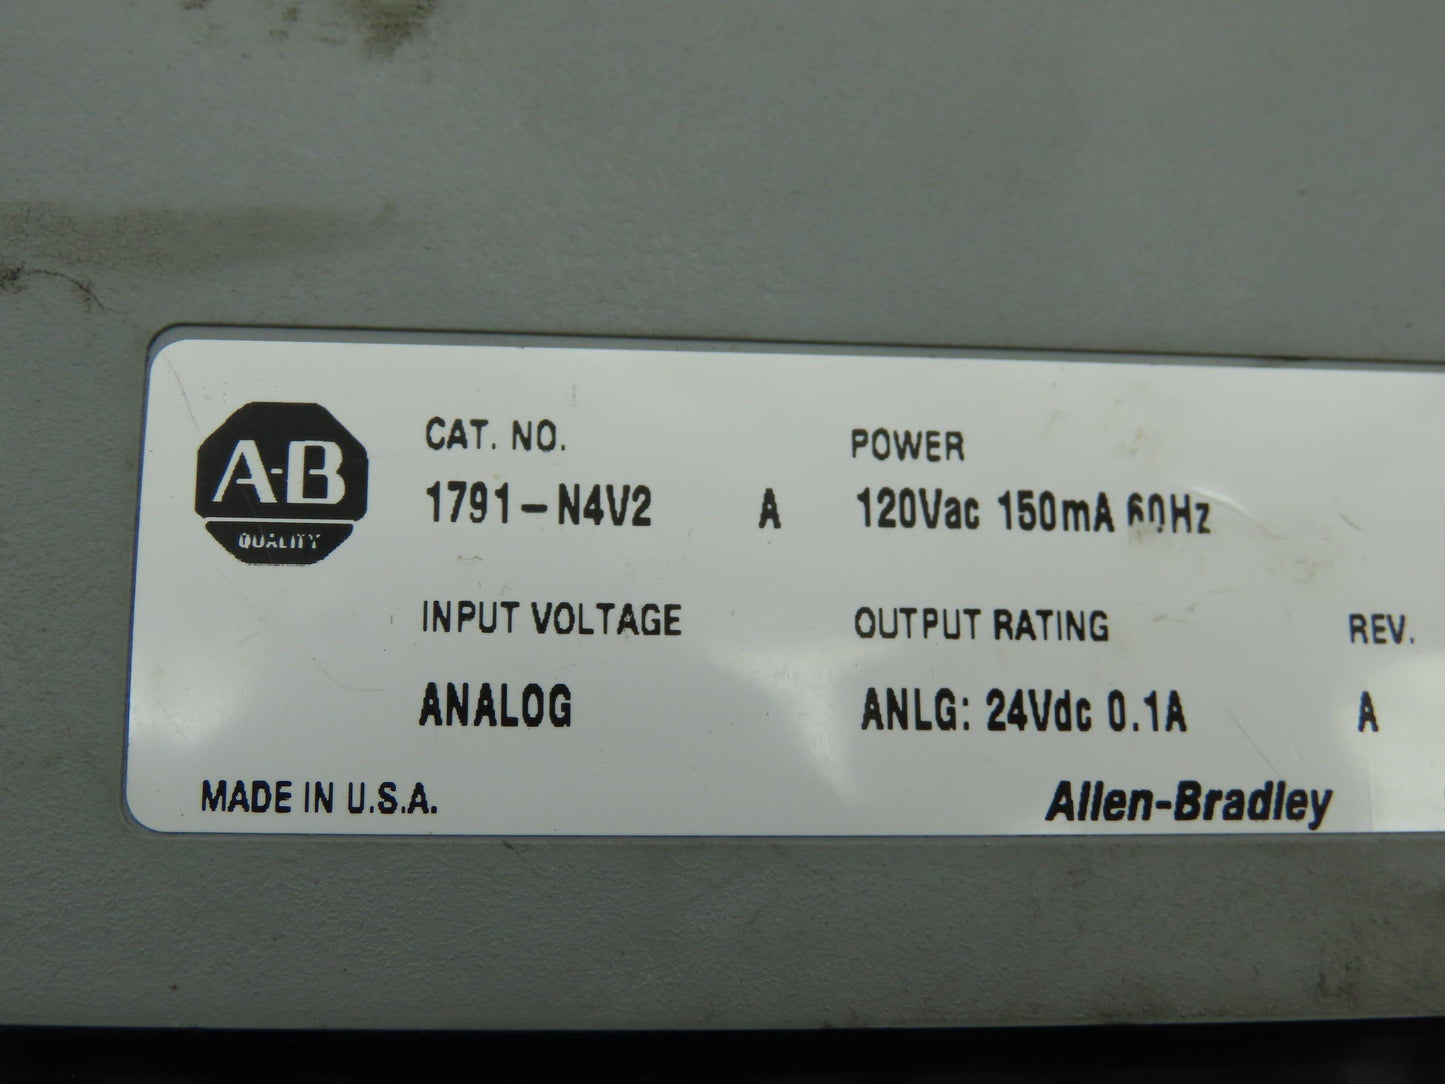 A-B
QUALITY
CAT. NO.
1791-N4V2 A
POWER
120Vac 150mA 60Hz
INPUT VOLTAGE
ANALOG
OUTPUT RATING
ANLG: 24Vdc 0.1A
REV.
A
MADE IN U.S.A.
Allen-Bradley